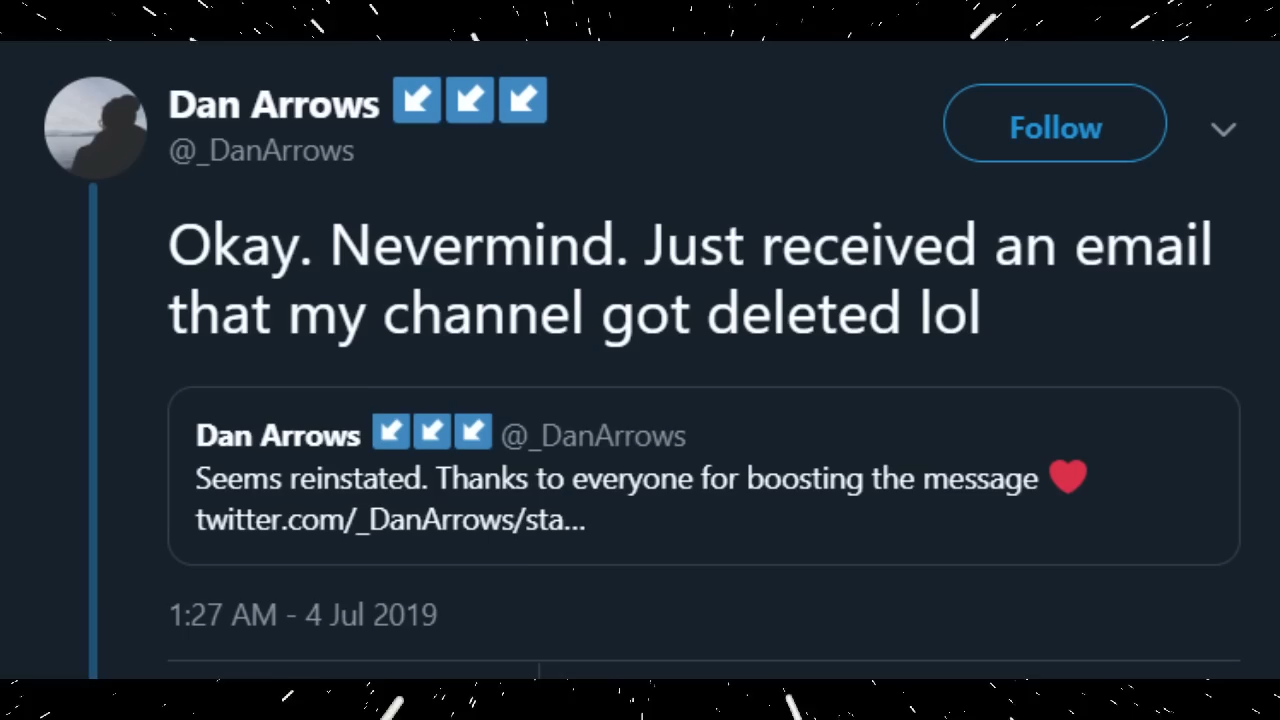 Dan Arrows ↙️↙️↙️
@_DanArrows
Follow
Okay. Nevermind. Just received an email
that my channel got deleted lol
Dan Arrows ↙️↙️↙️ @_DanArrows
Seems reinstated. Thanks to everyone for boosting the message ❤️
twitter.com/_DanArrows/sta...
1:27 AM - 4 Jul 2019